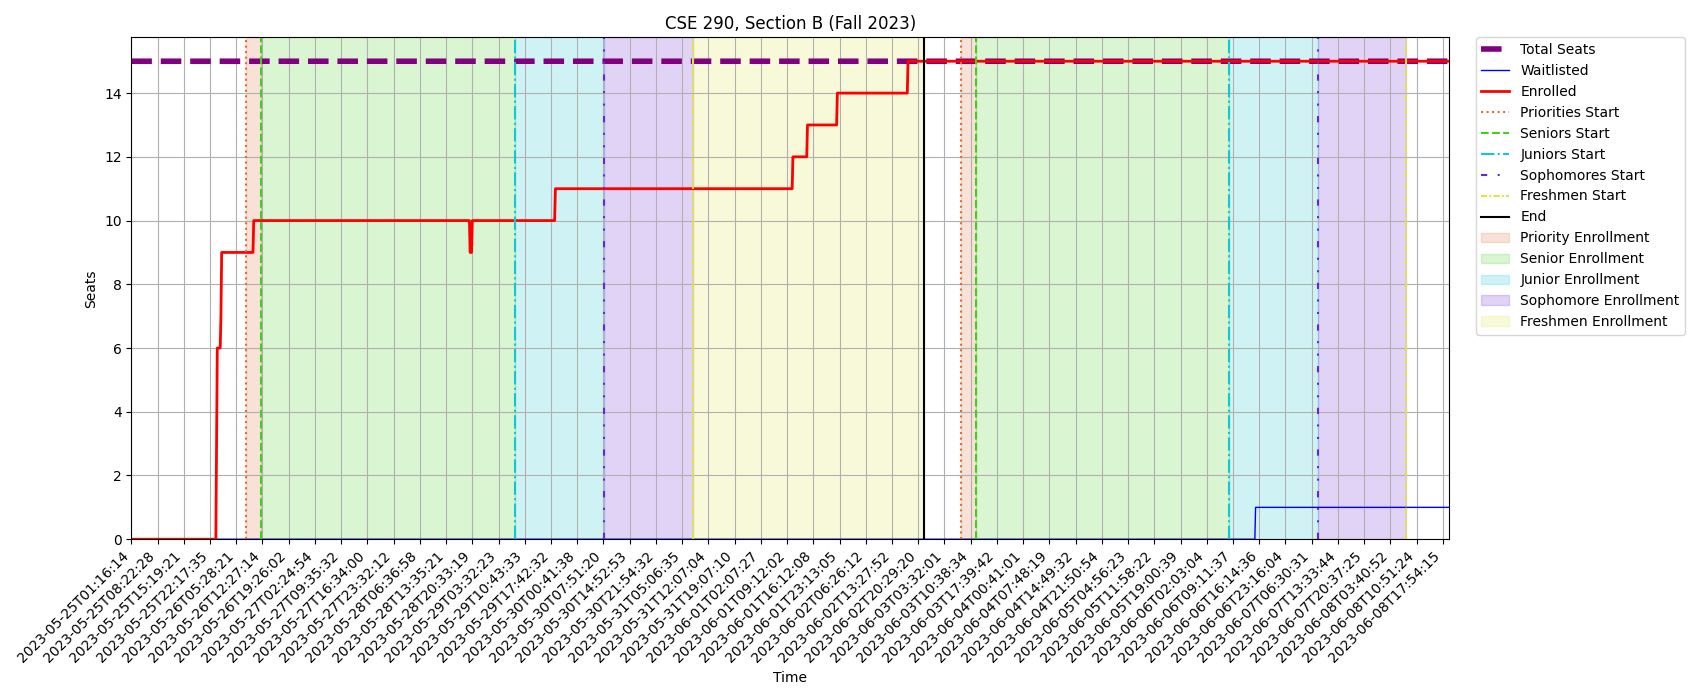 CSE 290, Section B (Fall 2023)
Total Seats
Waitlisted
Enrolled
Priorities Start
Seniors Start
Juniors Start
Sophomores Start
Freshmen Start
End
Priority Enrollment
Senior Enrollment
Junior Enrollment
Sophomore Enrollment
Freshmen Enrollment
Seats
14
12
10
8
6
4
2
0
2023-05-25T01:16:14
2023-05-25T08:22:28
2023-05-25T15:19:21
2023-05-25T22:17:35
2023-05-26T05:28:21
2023-05-26T12:27:14
2023-05-26T19:26:02
2023-05-27T02:24:54
2023-05-27T09:35:32
2023-05-27T16:34:00
2023-05-27T23:32:12
2023-05-28T06:36:58
2023-05-28T13:35:21
2023-05-28T20:33:19
2023-05-29T03:32:23
2023-05-29T10:43:33
2023-05-29T17:42:32
2023-05-30T00:41:38
2023-05-30T07:51:20
2023-05-30T14:52:53
2023-05-30T21:54:32
2023-05-31T05:06:35
2023-05-31T12:07:04
2023-05-31T19:07:10
2023-06-01T02:07:27
2023-06-01T09:12:02
2023-06-01T16:12:08
2023-06-01T23:13:05
2023-06-02T06:26:12
2023-06-02T13:27:52
2023-06-02T20:29:20
2023-06-03T03:32:01
2023-06-03T10:38:34
2023-06-03T17:39:42
2023-06-04T00:41:01
2023-06-04T07:48:19
2023-06-04T14:49:32
2023-06-04T21:50:54
2023-06-05T04:56:23
2023-06-05T11:58:22
2023-06-05T19:00:39
2023-06-06T02:03:04
2023-06-06T09:11:37
2023-06-06T16:14:36
2023-06-06T23:16:04
2023-06-07T06:30:31
2023-06-07T13:33:44
2023-06-07T20:37:25
2023-06-08T03:40:52
2023-06-08T10:51:24
2023-06-08T17:54:15
Time